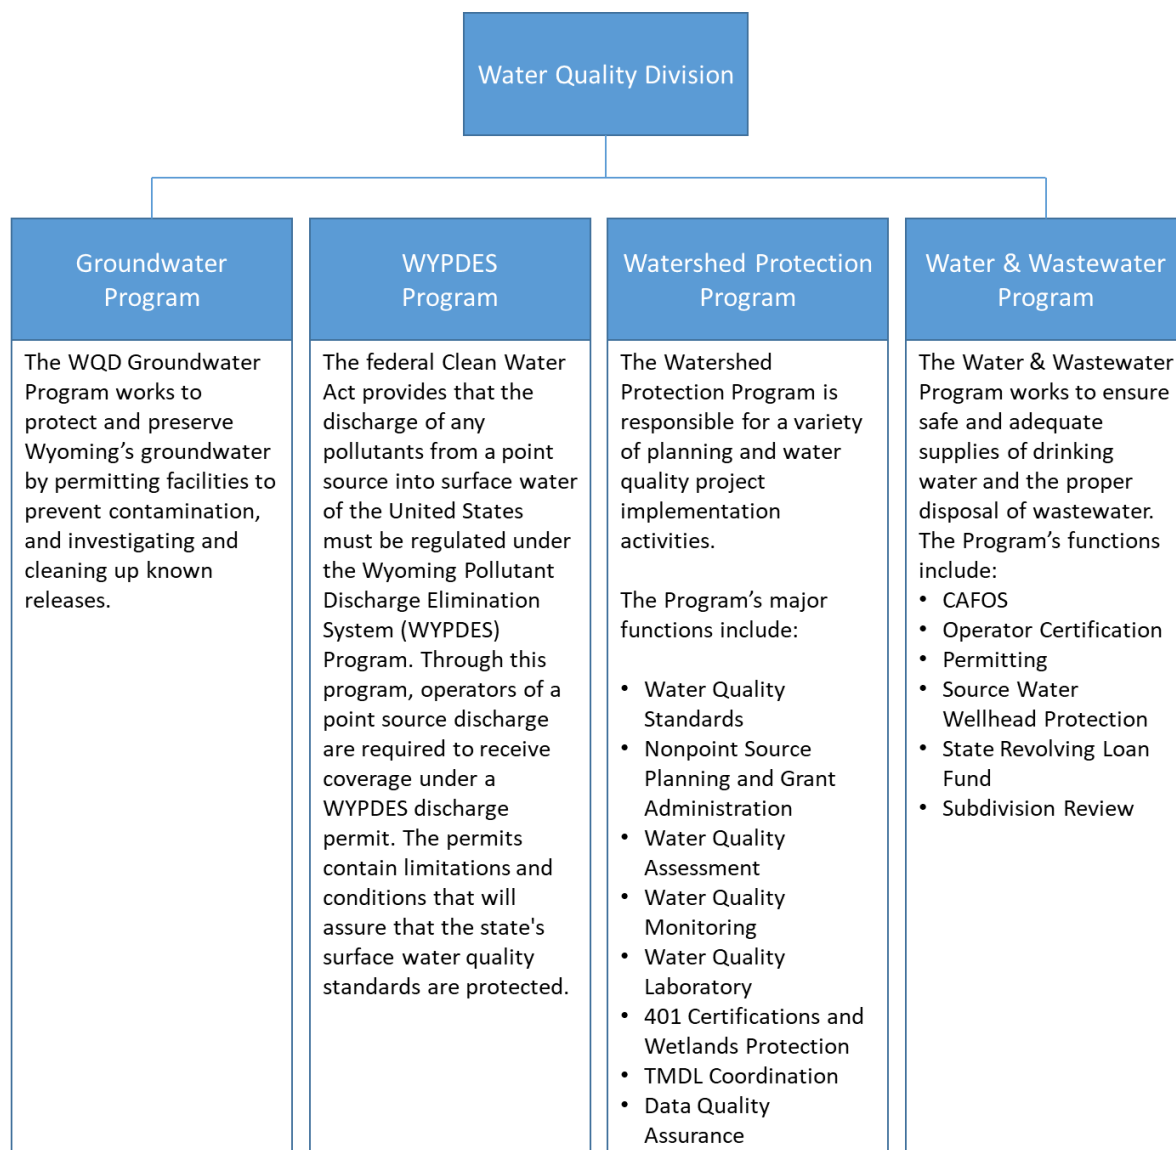 Water Quality Division
Groundwater
Program
The WQD Groundwater
Program works to
protect and preserve
Wyoming’s groundwater
by permitting facilities to
prevent contamination,
and investigating and
cleaning up known
releases.
WYPDES
Program
The federal Clean Water
Act provides that the
discharge of any
pollutants from a point
source into surface water
of the United States
must be regulated under
the Wyoming Pollutant
Discharge Elimination
System (WYPDES)
Program. Through this
program, operators of a
point source discharge
are required to receive
coverage under a
WYPDES discharge
permit. The permits
contain limitations and
conditions that will
assure that the state's
surface water quality
standards are protected.
Watershed Protection
Program
The Watershed
Protection Program is
responsible for a variety
of planning and water
quality project
implementation
activities.
The Program’s major
functions include:
• Water Quality
Standards
• Nonpoint Source
Planning and Grant
Administration
• Water Quality
Assessment
• Water Quality
Monitoring
• Water Quality
Laboratory
• 401 Certifications and
Wetlands Protection
• TMDL Coordination
• Data Quality
Assurance
Water & Wastewater
Program
The Water & Wastewater
Program works to ensure
safe and adequate
supplies of drinking
water and the proper
disposal of wastewater.
The Program’s functions
include:
• CAFOS
• Operator Certification
• Permitting
• Source Water
Wellhead Protection
• State Revolving Loan
Fund
• Subdivision Review